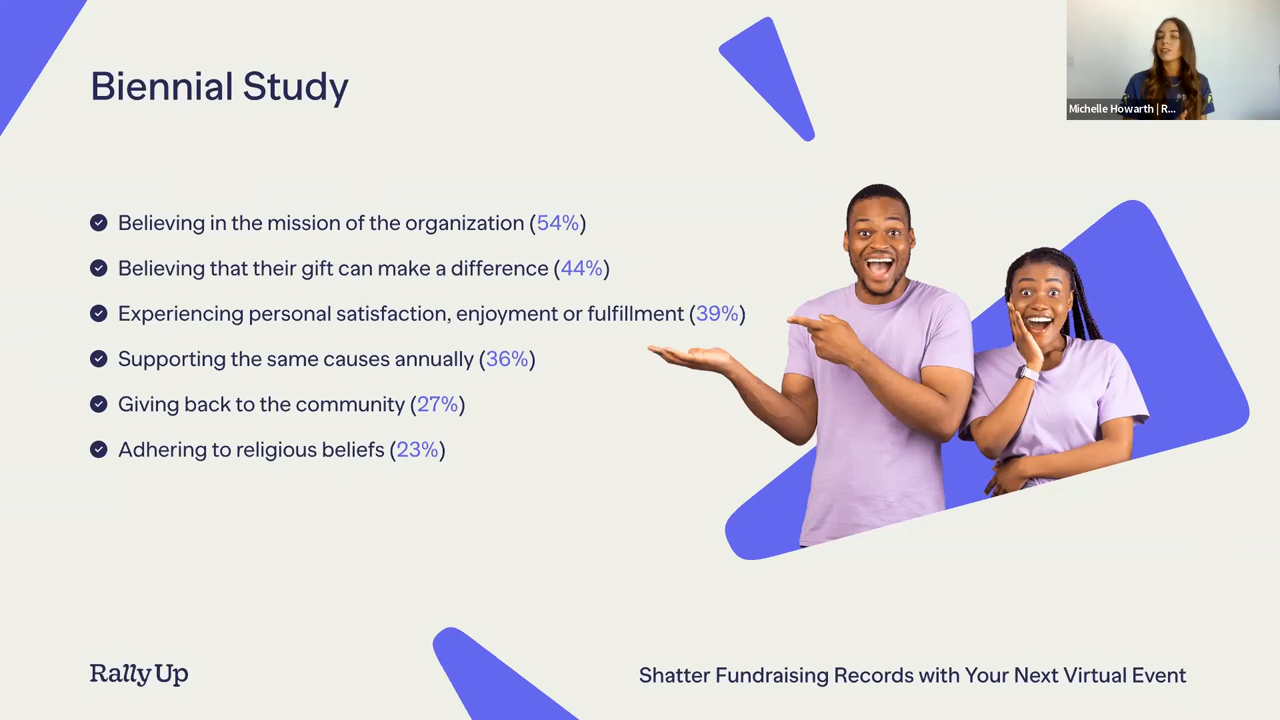 Biennial Study
Michelle Howarth | R...
Believing in the mission of the organization (54%)
Believing that their gift can make a difference (44%)
Experiencing personal satisfaction, enjoyment or fulfillment (39%)
Supporting the same causes annually (36%)
Giving back to the community (27%)
Adhering to religious beliefs (23%)
RallyUp
Shatter Fundraising Records with Your Next Virtual Event